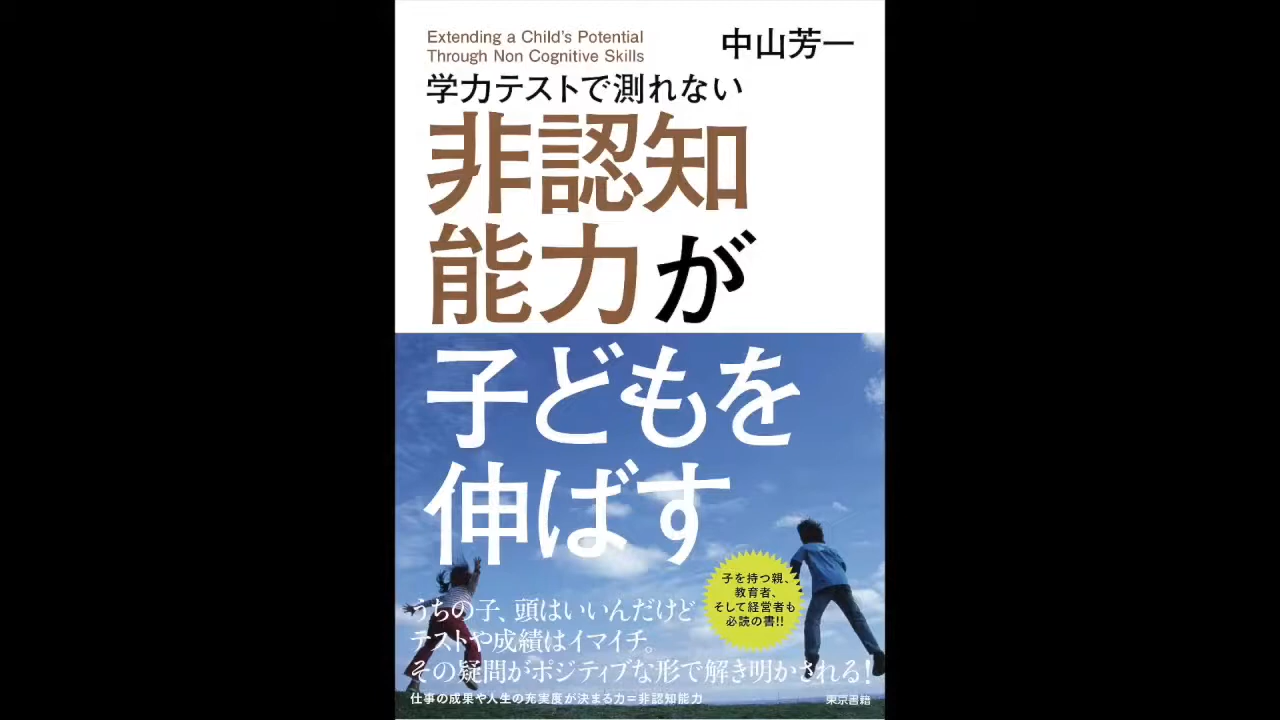 Extending a Child's Potential
Through Non Cognitive Skills
中山芳一
学力テストで測れない
非認知
能力が
子どもを
伸ばす
子を持つ親、
教育者、
そして経営者も
必読の書!!
うちの子、頭はいいんだけど
テストや成績はイマイチ。
その疑問がポジティブな形で解き明かされる!
仕事の成果や人生の充実度が決まる力=非認知能力
東京書籍